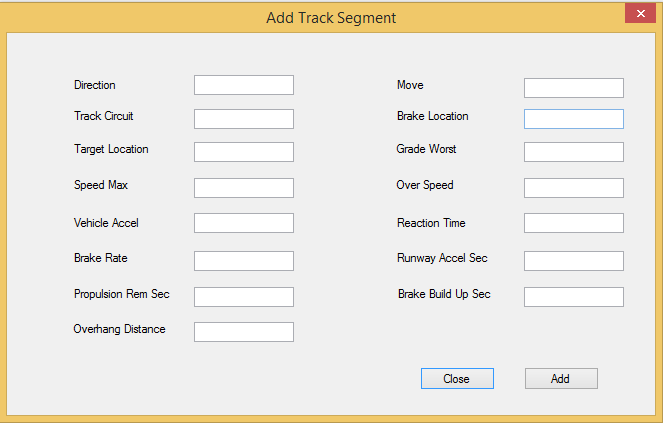 Add Track Segment
Direction
Move
Track Circuit
Brake Location
Target Location
Grade Worst
Speed Max
Over Speed
Vehicle Accel
Reaction Time
Brake Rate
Runway Accel Sec
Propulsion Rem Sec
Brake Build Up Sec
Overhang Distance
Close
Add